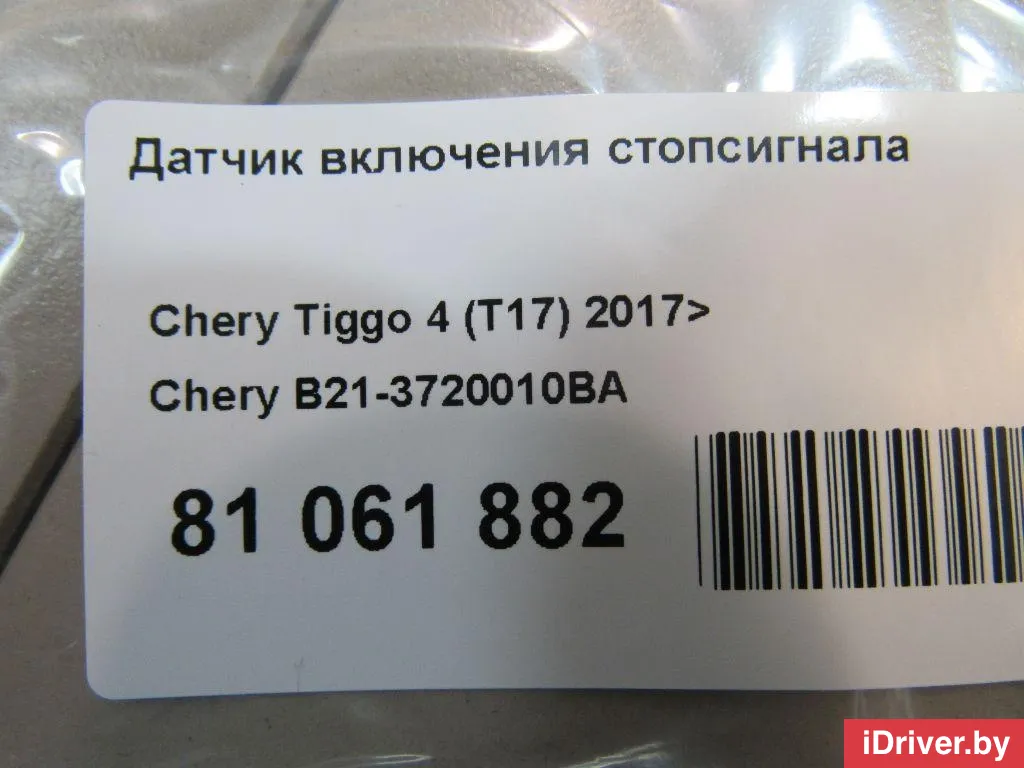 Датчик включения стопсигнала
Chery Tiggo 4 (T17) 2017>
Chery B21-3720010BA
81 061 882
iDriver.by